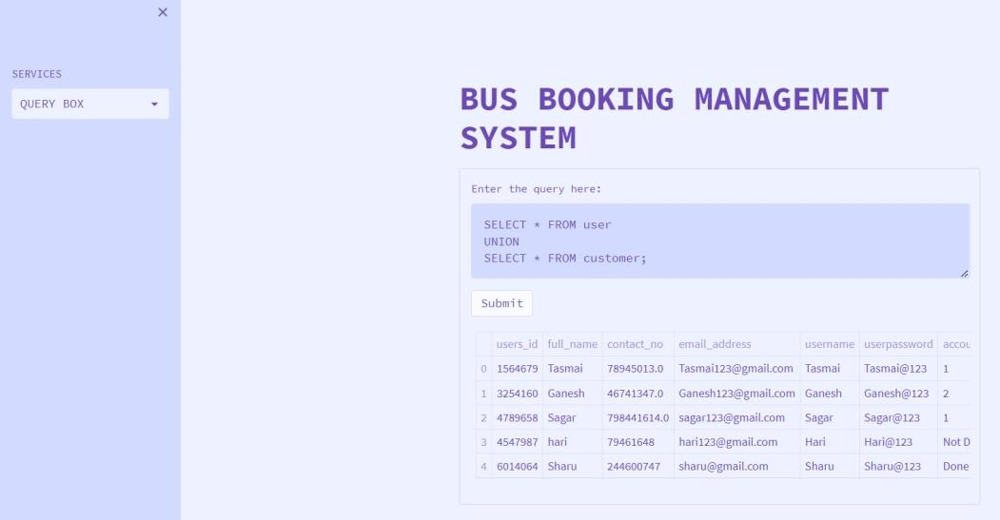 SERVICES
QUERY BOX
BUS BOOKING MANAGEMENT
SYSTEM
Enter the query here:
SELECT * FROM user
UNION
SELECT * FROM customer;
Submit
users_id full_name contact_no email_address username userpassword accou
0 1564679 Tasmai 78945013.0 Tasmai123@gmail.com Tasmai Tasmai@123 1
1 3254160 Ganesh 46741347.0 Ganesh123@gmail.com Ganesh Ganesh@123 2
2 4789658 Sagar 798441614.0 sagar123@gmail.com Sagar Sagar@123 1
3 4547987 hari 79461648 hari123@gmail.com Hari Hari@123 Not D
4 6014064 Sharu 244600747 sharu@gmail.com Sharu Sharu@123 Done